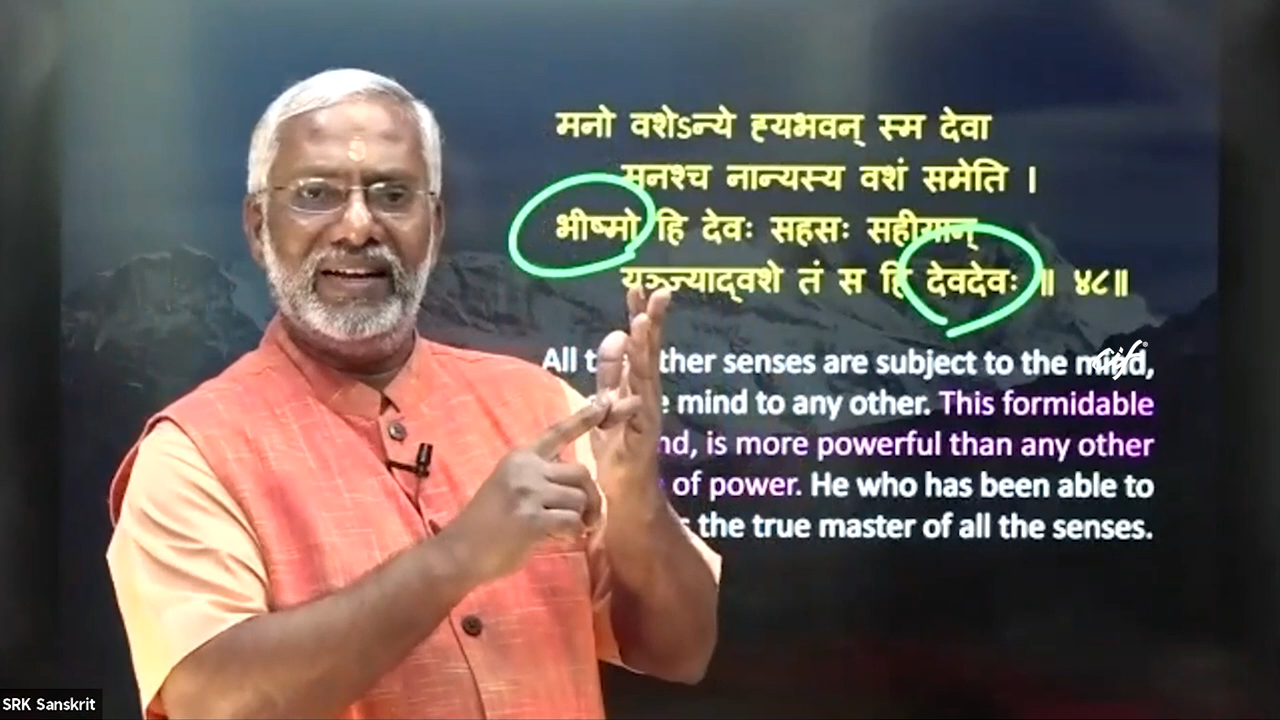 मनो वशेऽन्ये ह्यभवन् स्म देवा
मनश्च नान्यस्य वशं समेति ।
भीष्मो हि देवः सहसः सहीयान्
युञ्ज्याद्वशे तं स हि देवदेवः ॥ ४८॥
All other senses are subject to the mind,
mind to any other. This formidable
is more powerful than any other
of power. He who has been able to
the true master of all the senses.
SRK Sanskrit